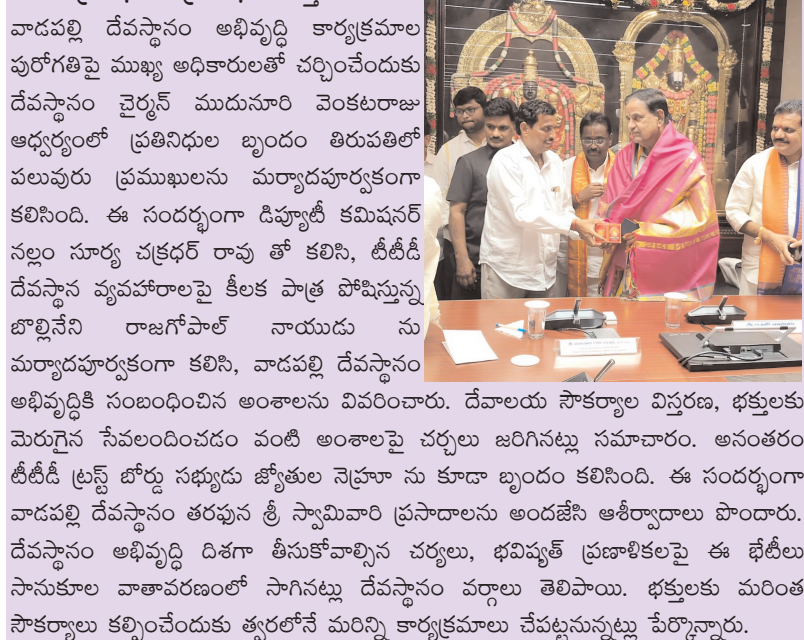 వాడపల్లి దేవస్థానం అభివృద్ధి కార్యక్రమాల
పురోగతిపై ముఖ్య అధికారులతో చర్చించేందుకు
దేవస్థానం చైర్మన్ ముదునూరి వెంకటరాజు
ఆధ్వర్యంలో ప్రతినిధుల బృందం తిరుపతిలో
పలువురు ప్రముఖులను మర్యాదపూర్వకంగా
కలిసింది. ఈ సందర్భంగా డిప్యూటీ కమిషనర్
నల్లం సూర్య చక్రధర్ రావు తో కలిసి, టీటీడీ
దేవస్థాన వ్యవహారాలపై కీలక పాత్ర పోషిస్తున్న
బొల్లినేని రాజగోపాల్ నాయుడు ను
మర్యాదపూర్వకంగా కలిసి, వాడపల్లి దేవస్థానం
అభివృద్ధికి సంబంధించిన అంశాలను వివరించారు. దేవాలయ సౌకర్యాల విస్తరణ, భక్తులకు
మెరుగైన సేవలందించడం వంటి అంశాలపై చర్చలు జరిగినట్లు సమాచారం. అనంతరం
టీటీడీ ట్రస్ట్ బోర్డు సభ్యుడు జ్యోతుల నెహ్రూ ను కూడా బృందం కలిసింది. ఈ సందర్భంగా
వాడపల్లి దేవస్థానం తరఫున శ్రీ స్వామివారి ప్రసాదాలను అందజేసి ఆశీర్వాదాలు పొందారు.
దేవస్థానం అభివృద్ధి దిశగా తీసుకోవాల్సిన చర్యలు, భవిష్యత్ ప్రణాళికలపై ఈ భేటీలు
సానుకూల వాతావరణంలో సాగినట్లు దేవస్థానం వర్గాలు తెలిపాయి. భక్తులకు మరింత
సౌకర్యాలు కల్పించేందుకు త్వరలోనే మరిన్ని కార్యక్రమాలు చేపట్టనున్నట్లు పేర్కొన్నారు.